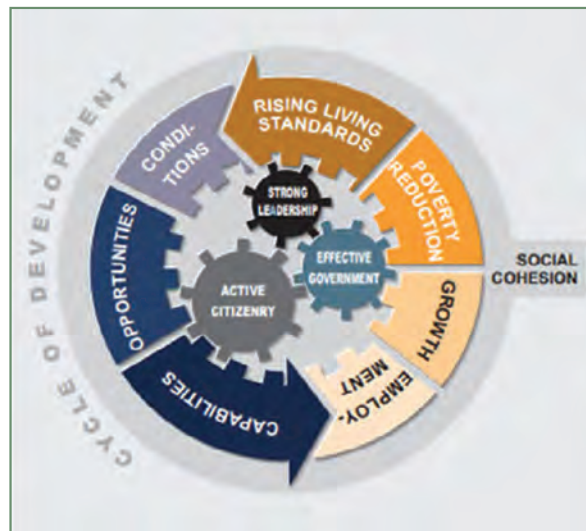 CYCLE OF DEVELOPMENT
RISING LIVING
STANDARDS
POVERTY
REDUCTION
GROWTH
EMPLOY-
MENT
CAPABILITIES
OPPORTUNITIES
CONDI-
TIONS
STRONG
LEADERSHIP
EFFECTIVE
GOVERNMENT
ACTIVE
CITIZENRY
SOCIAL
COHESION